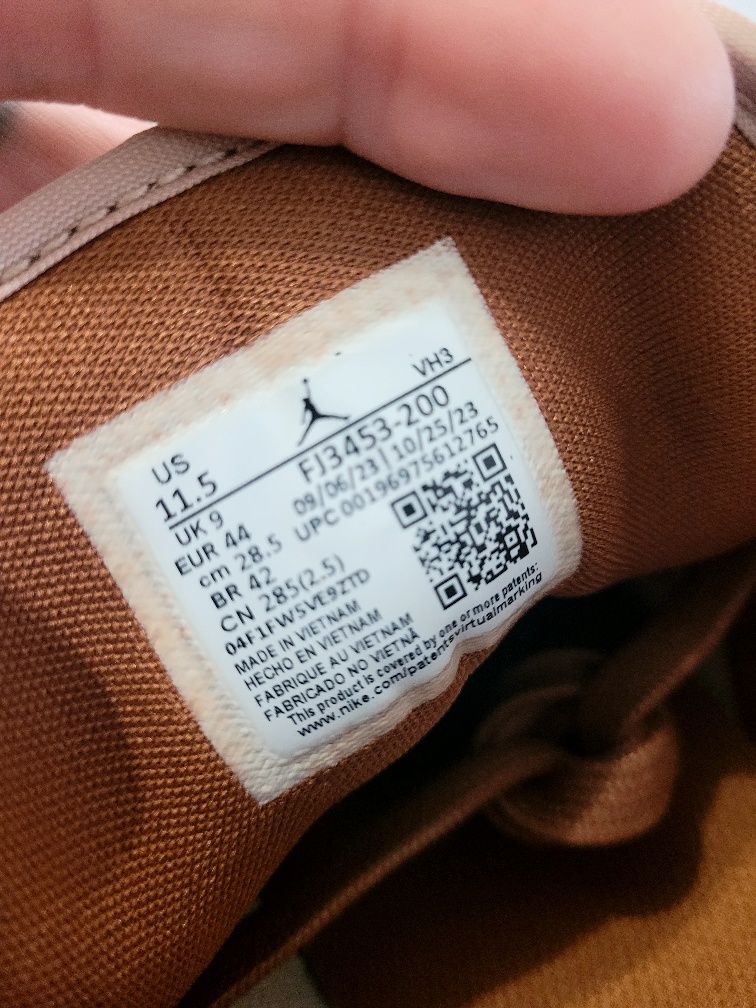 VH3
US
11.5
FJ3453-200
09/06/23 | 10/25/23
UPC 00196975612765
UK 9
EUR 44
cm 28.5
BR 42
CN 285(2.5)
04F1FW5VE9ZTD
MADE IN VIETNAM
HECHO EN VIETNAM
FABRIQUE AU VIETNAM
FABRICADO NO VIETNÃ
This product is covered by one or more patents:
www.nike.com/patentsvirtualmarking